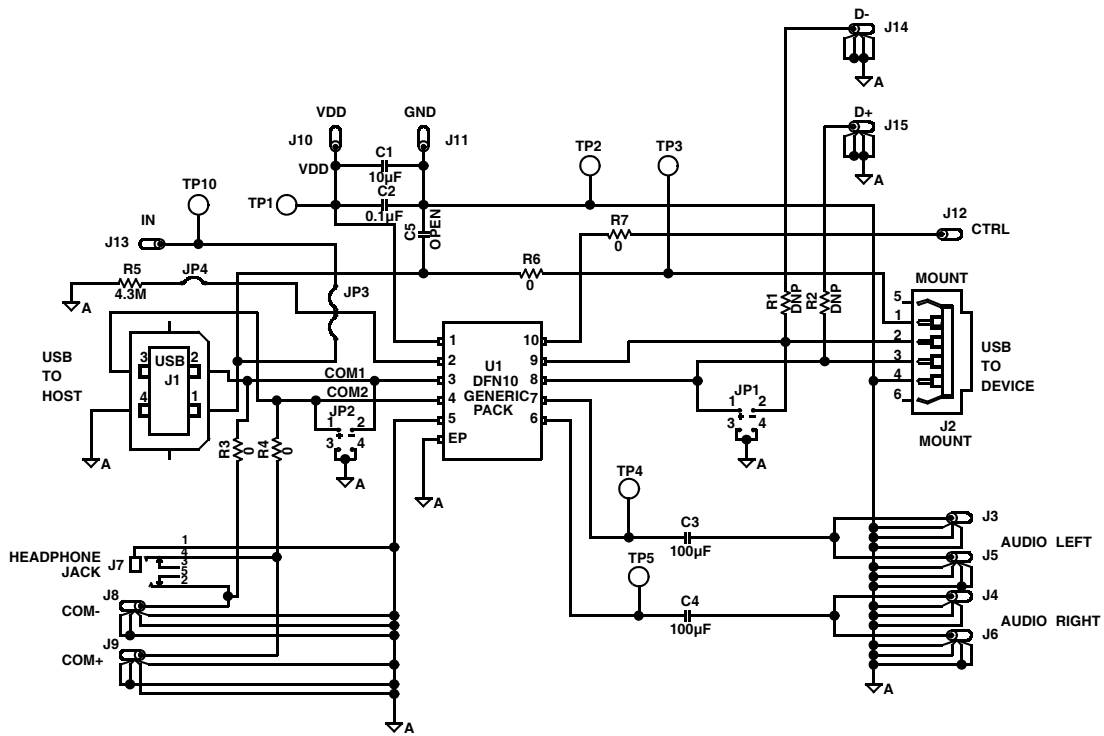 D-
J14
A
D+
J15
A
VDD
GND
J10
J11
C1
VDD
10µF
C2
0.1µF
C5
OPEN
TP10
TP1
TP2
TP3
IN
J13
R7
0
J12
CTRL
R5
4.3M
JP4
A
JP3
R6
0
R1
DNP
R2
DNP
MOUNT
5
1
2
3
4
6
USB
TO
DEVICE
J2
MOUNT
USB
TO
HOST
3
USB
2
J1
4
1
A
COM1
COM2
JP2
1
2
3
4
A
R3
0
R4
0
1
2
3
4
5
EP
U1
DFN10
GENERIC
PACK
10
9
8
7
6
A
JP1
1
2
3
4
A
TP4
C3
100µF
TP5
C4
100µF
J3
AUDIO LEFT
J5
J4
AUDIO RIGHT
J6
A
HEADPHONE
JACK
J7
1
4
3
5
2
J8
COM-
J9
COM+
A